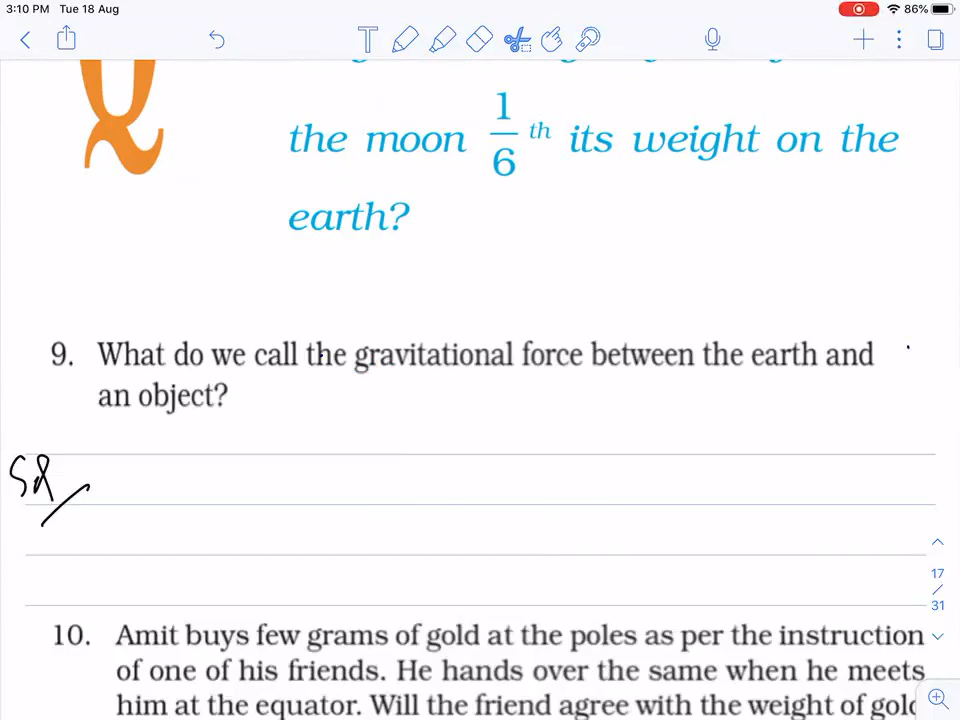 3:10 PM Tue 18 Aug
86%
Q
the moon 1/6 th its weight on the
earth?
9. What do we call the gravitational force between the earth and
an object?
Sol
17
/
31
10. Amit buys few grams of gold at the poles as per the instruction
of one of his friends. He hands over the same when he meets
him at the equator. Will the friend agree with the weight of gold